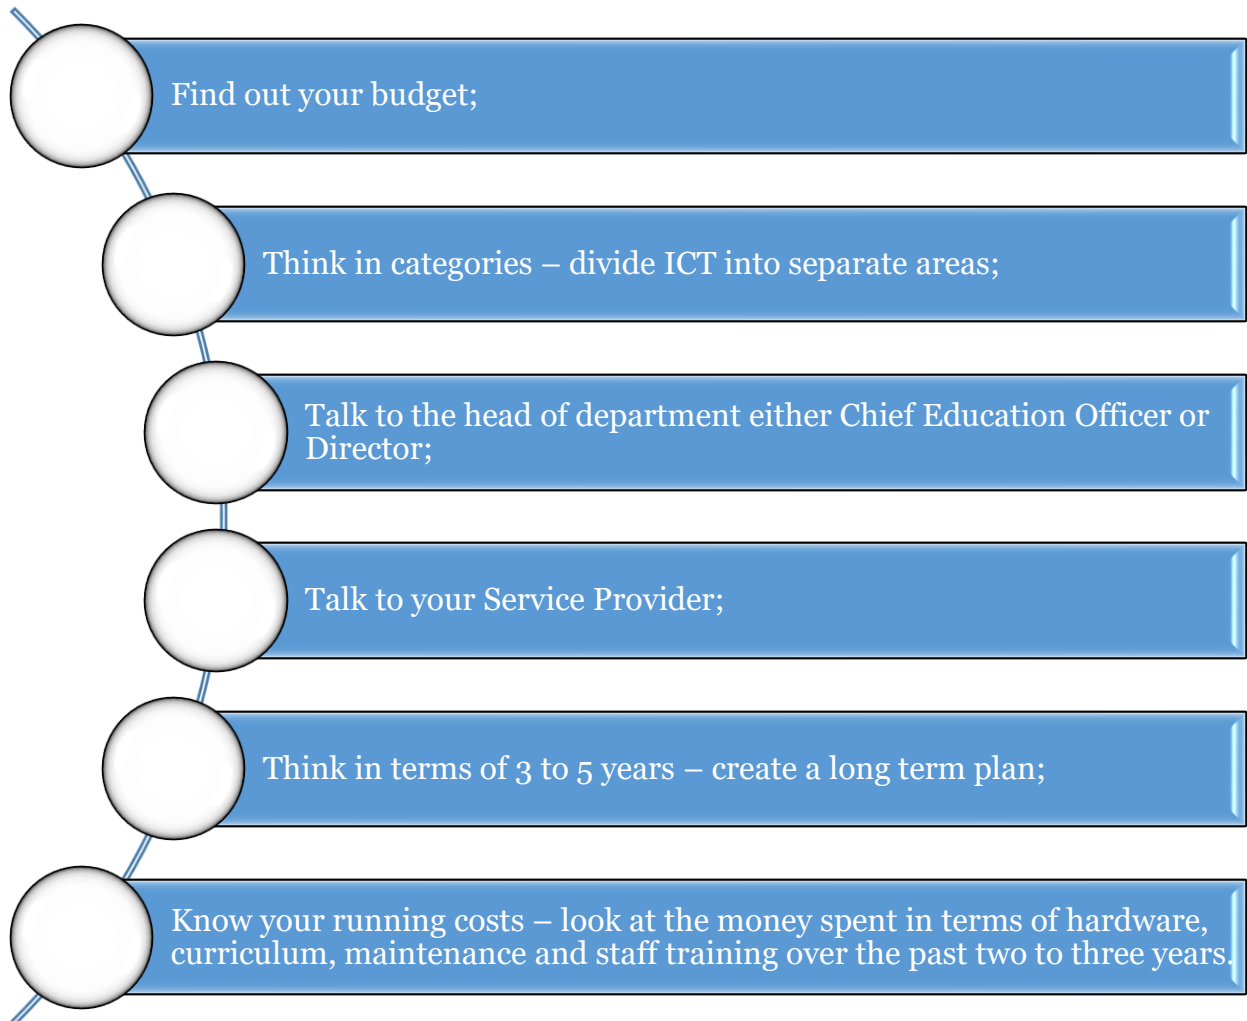 Find out your budget;
Think in categories – divide ICT into separate areas;
Talk to the head of department either Chief Education Officer or
Director;
Talk to your Service Provider;
Think in terms of 3 to 5 years – create a long term plan;
Know your running costs – look at the money spent in terms of hardware,
curriculum, maintenance and staff training over the past two to three years.